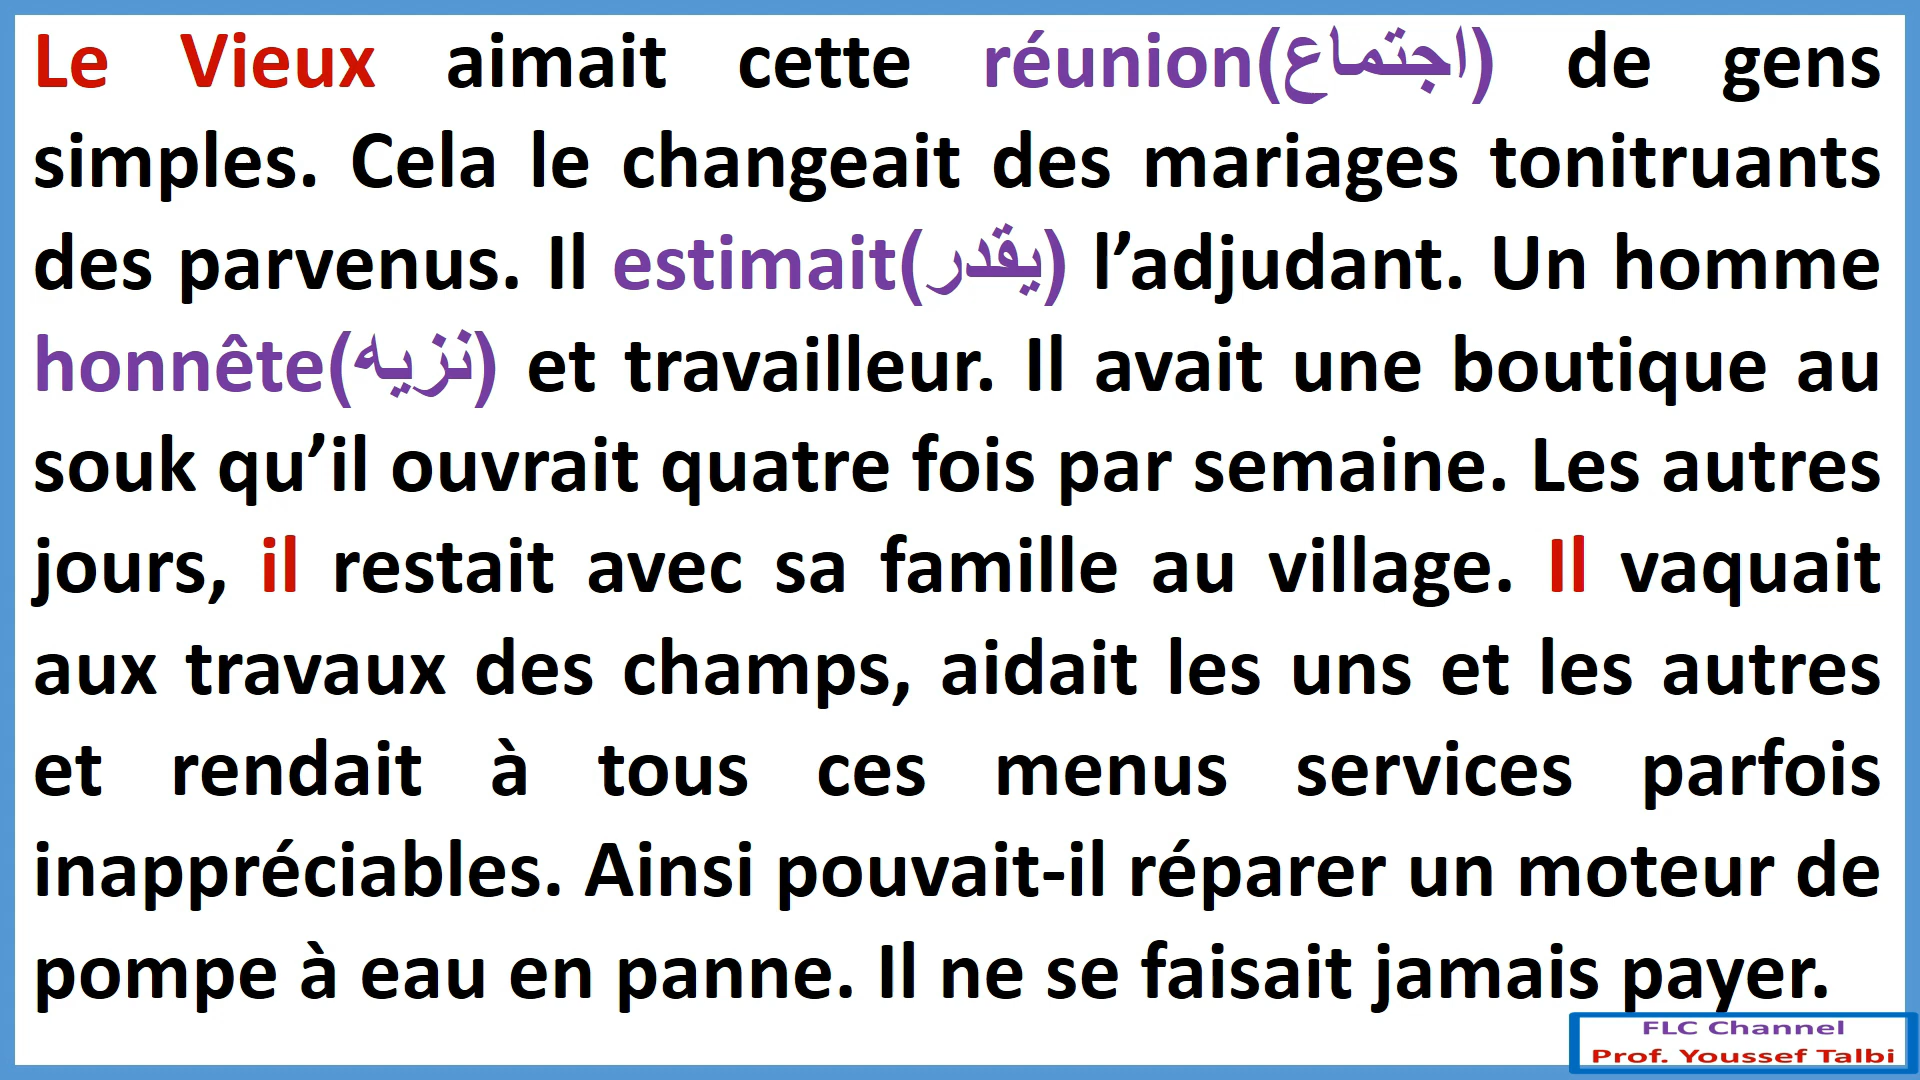 Le Vieux aimait cette réunion(اجتماع) de gens
simples. Cela le changeait des mariages tonitruants
des parvenus. Il estimait(يقدر) l’adjudant. Un homme
honnête(نزيه) et travailleur. Il avait une boutique au
souk qu’il ouvrait quatre fois par semaine. Les autres
jours, il restait avec sa famille au village. Il vaquait
aux travaux des champs, aidait les uns et les autres
et rendait à tous ces menus services parfois
inappréciables. Ainsi pouvait-il réparer un moteur de
pompe à eau en panne. Il ne se faisait jamais payer.
FLC Channel
Prof. Youssef Talbi